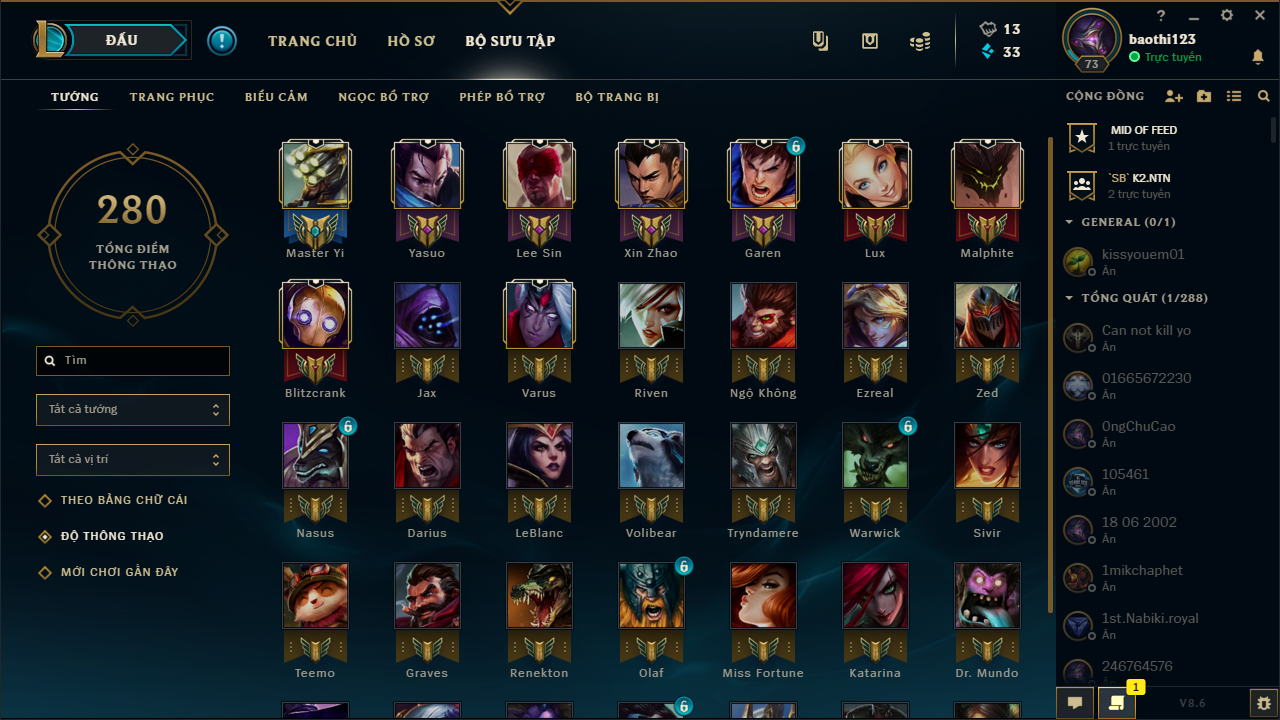 ĐẤU
!
TRANG CHỦ
HỒ SƠ
BỘ SƯU TẬP
13
33
?
baothi123
Trực tuyến
73
TƯỚNG
TRANG PHỤC
BIỂU CẢM
NGỌC BỔ TRỢ
PHÉP BỔ TRỢ
BỘ TRANG BỊ
CỘNG ĐỒNG
280
TỔNG ĐIỂM
THÔNG THẠO
Tìm
Tất cả tướng
Tất cả vị trí
THEO BẢNG CHỮ CÁI
ĐỘ THÔNG THẠO
MỚI CHƠI GẦN ĐÂY
6
Master Yi
Yasuo
Lee Sin
Xin Zhao
Garen
Lux
Malphite
Blitzcrank
Jax
Varus
Riven
Ngộ Không
Ezreal
Zed
6
6
Nasus
Darius
LeBlanc
Volibear
Tryndamere
Warwick
Sivir
6
Teemo
Graves
Renekton
Olaf
Miss Fortune
Katarina
Dr. Mundo
6
MID OF FEED
1 trực tuyến
`SB` K2.NTN
2 trực tuyến
GENERAL (0/1)
kissyouem01
Ẩn
TỔNG QUÁT (1/288)
Can not kill yo
Ẩn
01665672230
Ẩn
0ngChuCao
Ẩn
105461
Ẩn
18 06 2002
Ẩn
1mikchaphet
Ẩn
1st.Nabiki.royal
Ẩn
246764576
Ẩn
1
V8.6